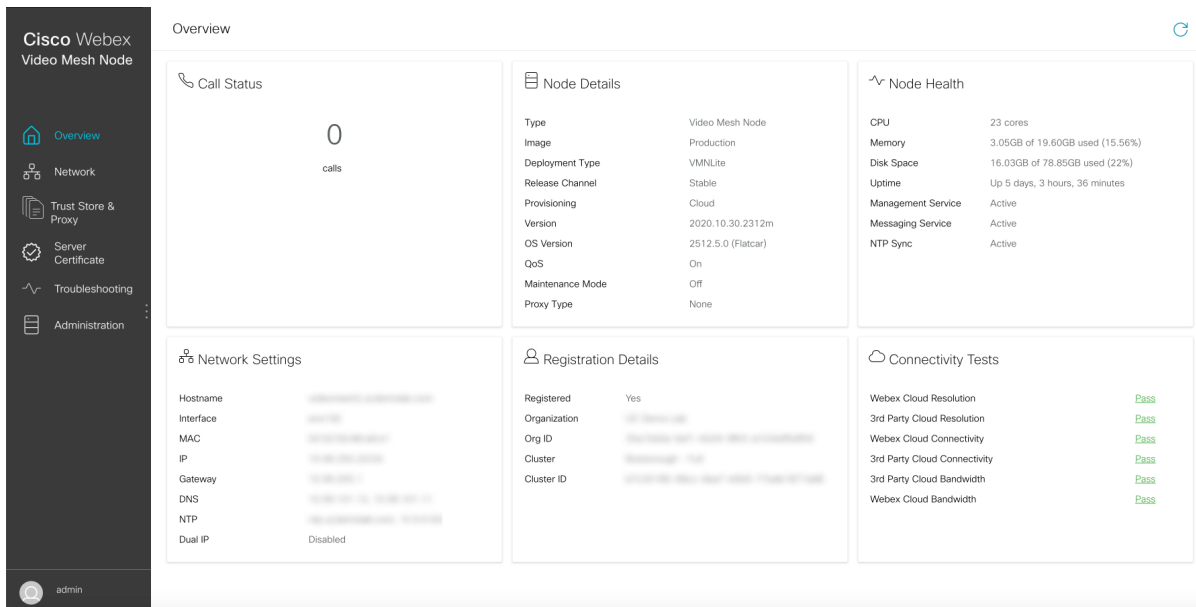 Cisco Webex
Video Mesh Node
Overview
Network
Trust Store &
Proxy
Server
Certificate
Troubleshooting
Administration
admin
Overview
Call Status
0
calls
Node Details
Type Video Mesh Node
Image Production
Deployment Type VMNLite
Release Channel Stable
Provisioning Cloud
Version 2020.10.30.2312m
OS Version 2512.5.0 (Flatcar)
QoS On
Maintenance Mode Off
Proxy Type None
Node Health
CPU 23 cores
Memory 3.05GB of 19.60GB used (15.56%)
Disk Space 16.03GB of 78.85GB used (22%)
Uptime Up 5 days, 3 hours, 36 minutes
Management Service Active
Messaging Service Active
NTP Sync Active
Network Settings
Hostname
Interface
MAC
IP
Gateway
DNS
NTP
Dual IP Disabled
Registration Details
Registered Yes
Organization
Org ID
Cluster
Cluster ID
Connectivity Tests
Webex Cloud Resolution Pass
3rd Party Cloud Resolution Pass
Webex Cloud Connectivity Pass
3rd Party Cloud Connectivity Pass
3rd Party Cloud Bandwidth Pass
Webex Cloud Bandwidth Pass